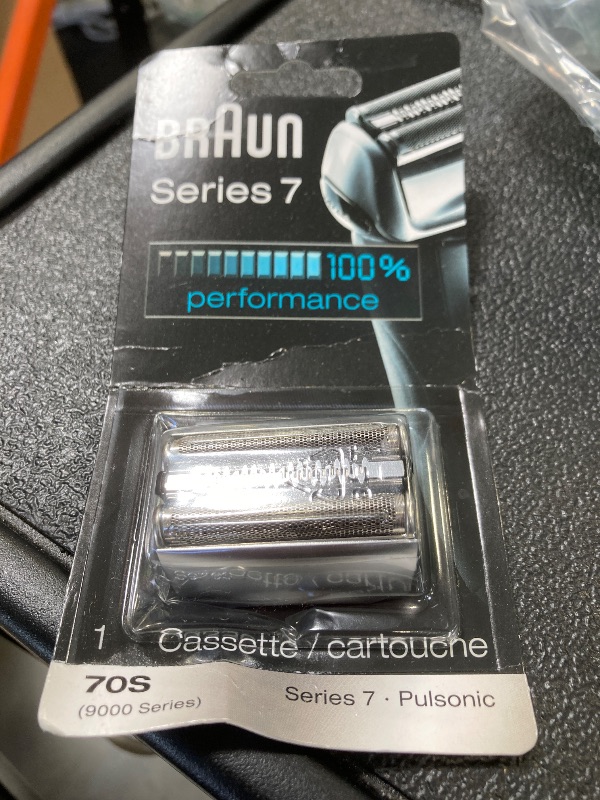 BRAUN
Series 7
100%
performance
1 Cassette / cartouche
70S
(9000 Series)
Series 7 · Pulsonic